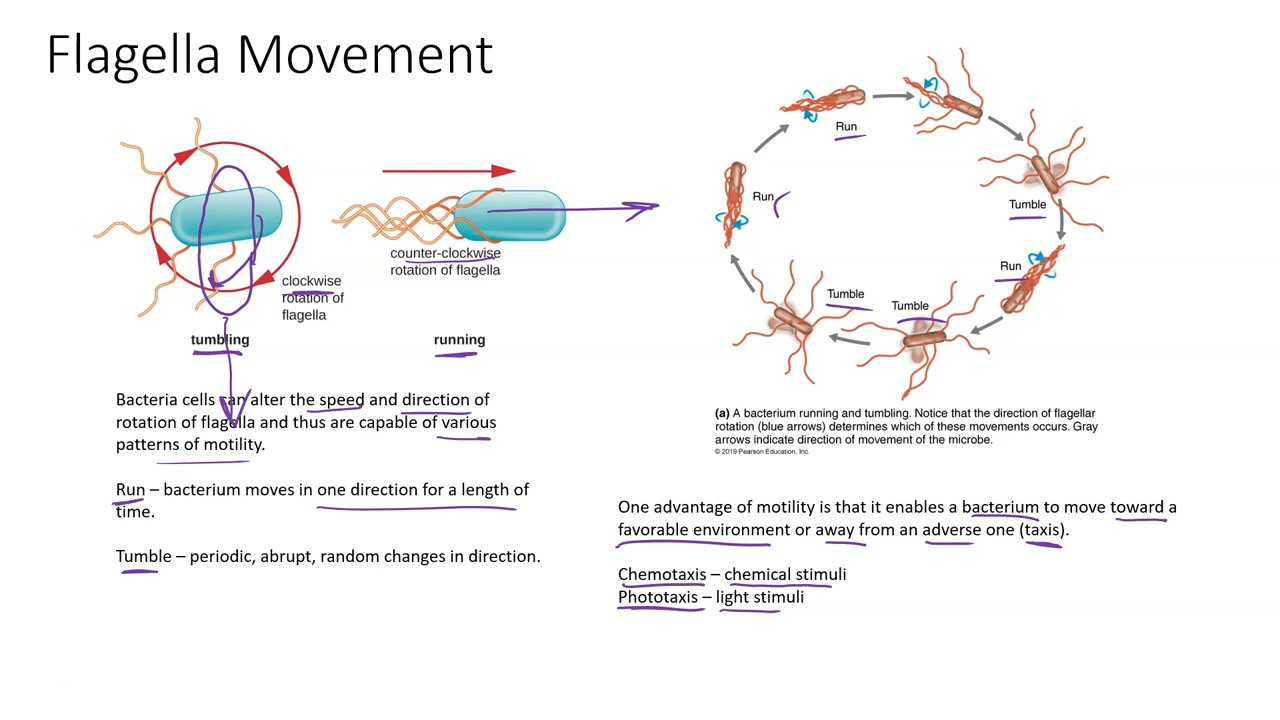 Flagella Movement
clockwise
rotation of
flagella
tumbling
counter-clockwise
rotation of flagella
running
Bacteria cells can alter the speed and direction of
rotation of flagella and thus are capable of various
patterns of motility.
Run – bacterium moves in one direction for a length of
time.
Tumble – periodic, abrupt, random changes in direction.
Run
Run
Tumble
Run
Tumble
Tumble
(a) A bacterium running and tumbling. Notice that the direction of flagellar
rotation (blue arrows) determines which of these movements occurs. Gray
arrows indicate direction of movement of the microbe.
© 2019 Pearson Education, Inc.
One advantage of motility is that it enables a bacterium to move toward a
favorable environment or away from an adverse one (taxis).
Chemotaxis – chemical stimuli
Phototaxis – light stimuli